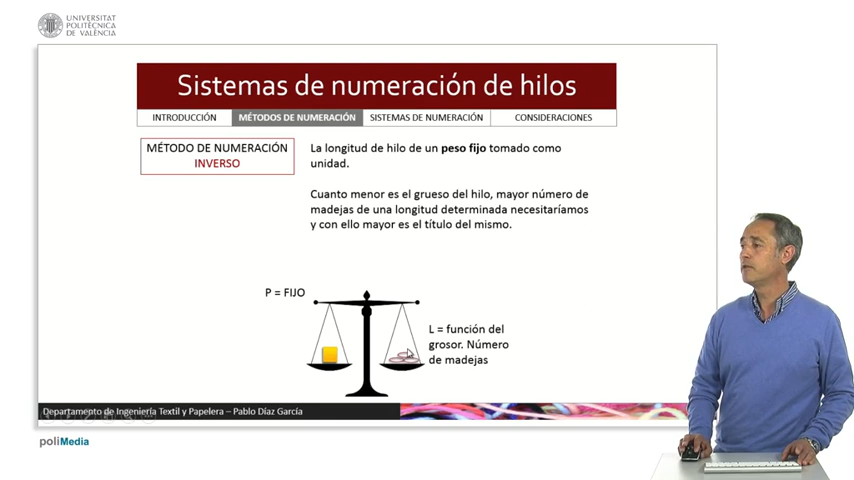 UNIVERSITAT
POLITÈCNICA
DE VALÈNCIA
Sistemas de numeración de hilos
INTRODUCCIÓN
MÉTODOS DE NUMERACIÓN
SISTEMAS DE NUMERACIÓN
CONSIDERACIONES
MÉTODO DE NUMERACIÓN
INVERSO
La longitud de hilo de un peso fijo tomado como
unidad.
Cuanto menor es el grueso del hilo, mayor número de
madejas de una longitud determinada necesitaríamos
y con ello mayor es el título del mismo.
P = FIJO
L = función del
grosor. Número
de madejas
Departamento de Ingeniería Textil y Papelera – Pablo Díaz García
poliMedia